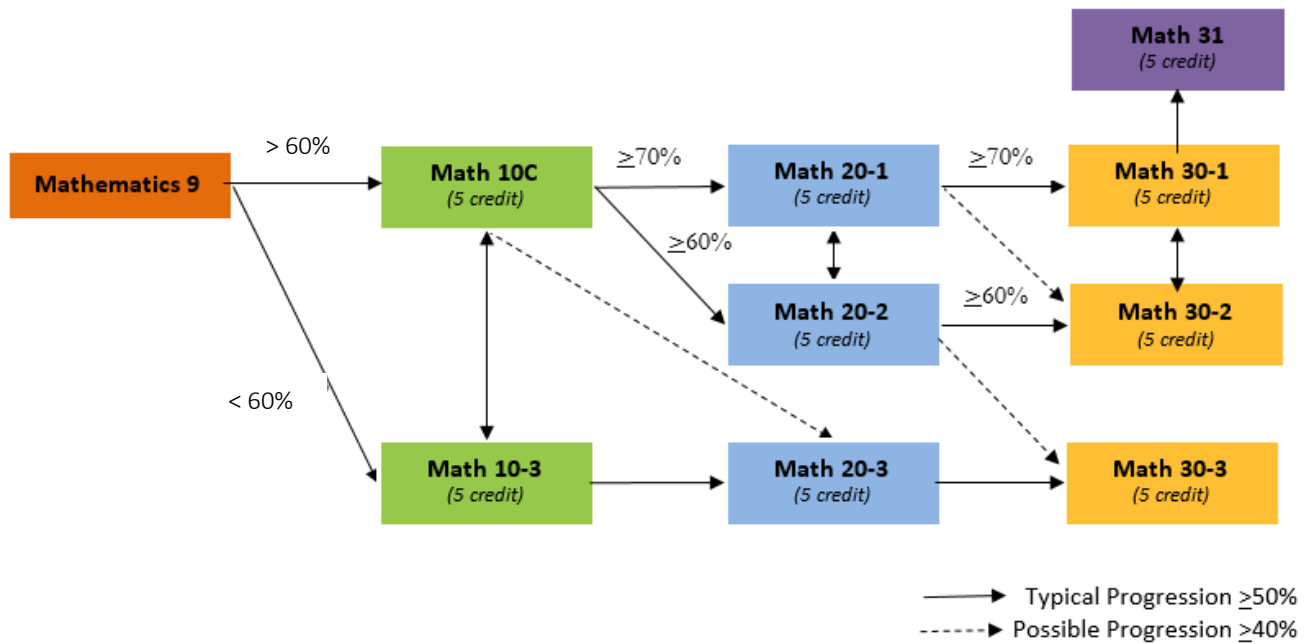 Math 31
(5 credit)
> 60%
Mathematics 9
Math 10C
(5 credit)
≥70%
Math 20-1
(5 credit)
≥70%
Math 30-1
(5 credit)
≥60%
Math 20-2
(5 credit)
≥60%
Math 30-2
(5 credit)
< 60%
Math 10-3
(5 credit)
Math 20-3
(5 credit)
Math 30-3
(5 credit)
Typical Progression ≥50%
Possible Progression ≥40%